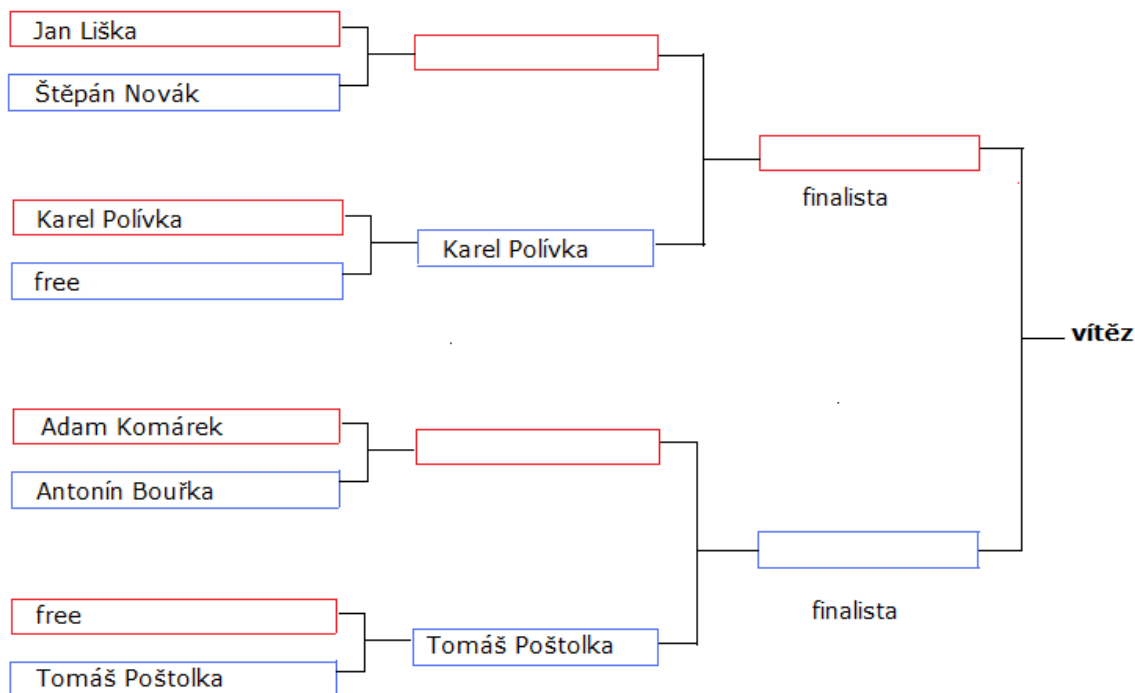 Jan Liška
Štěpán Novák
Karel Polívka
free
Karel Polívka
finalista
vítěz
Adam Komárek
Antonín Bouřka
free
Tomáš Poštolka
Tomáš Poštolka
finalista